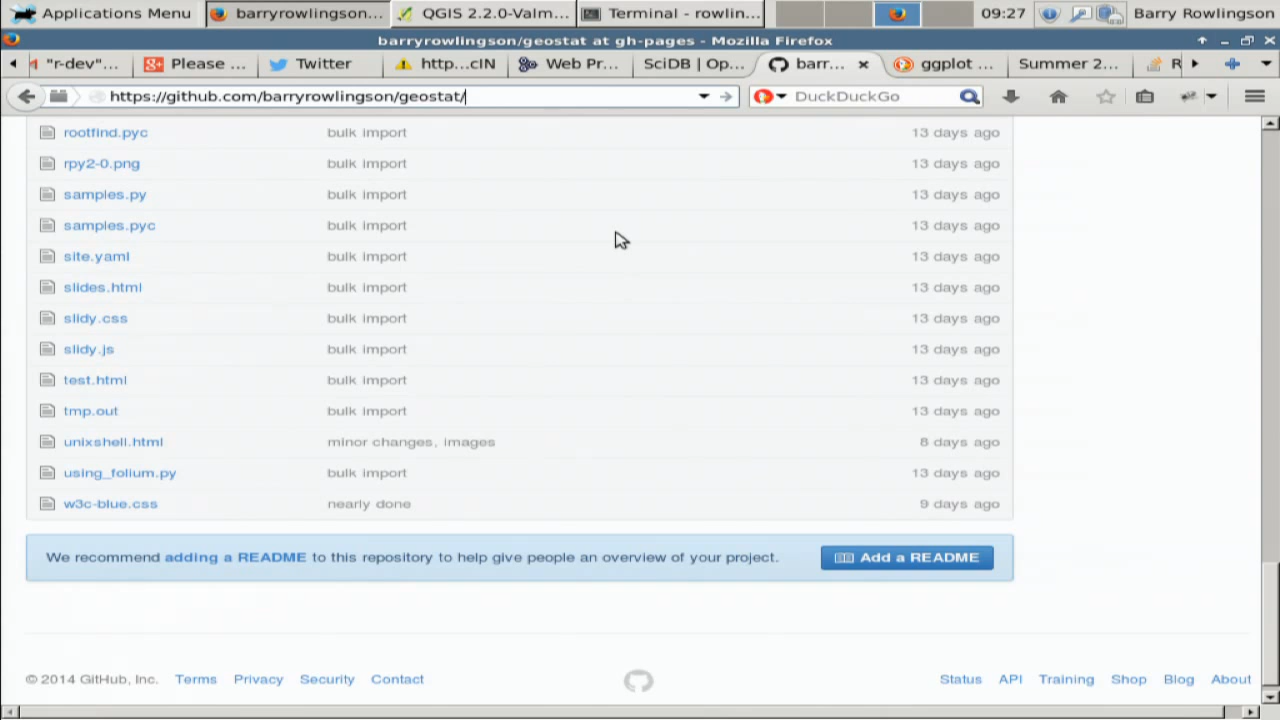 Applications Menu barryrowlingson... QGIS 2.2.0-Valm... Terminal - rowlin... 09:27 Barry Rowlingson
barryrowlingson/geostat at gh-pages - Mozilla Firefox
"r-dev"... Please ... Twitter http...cIN Web Pr... SciDB | Op... barr... ggplot ... Summer 2... R
https://github.com/barryrowlingson/geostat/ DuckDuckGo
rootfind.pyc bulk import 13 days ago
rpy2-0.png bulk import 13 days ago
samples.py bulk import 13 days ago
samples.pyc bulk import 13 days ago
site.yaml bulk import 13 days ago
slides.html bulk import 13 days ago
slidy.css bulk import 13 days ago
slidy.js bulk import 13 days ago
test.html bulk import 13 days ago
tmp.out bulk import 13 days ago
unixshell.html minor changes, images 8 days ago
using_folium.py bulk import 13 days ago
w3c-blue.css nearly done 9 days ago
We recommend adding a README to this repository to help give people an overview of your project. Add a README
© 2014 GitHub, Inc. Terms Privacy Security Contact Status API Training Shop Blog About